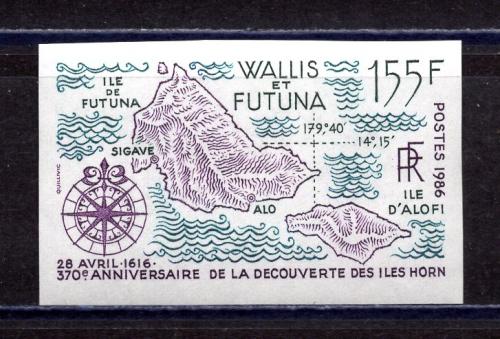 WALLIS
ET
FUTUNA
155F
ILE
DE
FUTUNA
179°40'
14°,15'
POSTES 1986
RF
SIGAVE
QUILLIVIC
ALO
ILE
D'ALOFI
28 AVRIL·1616·
370e ANNIVERSAIRE DE LA DECOUVERTE DES ILES HORN